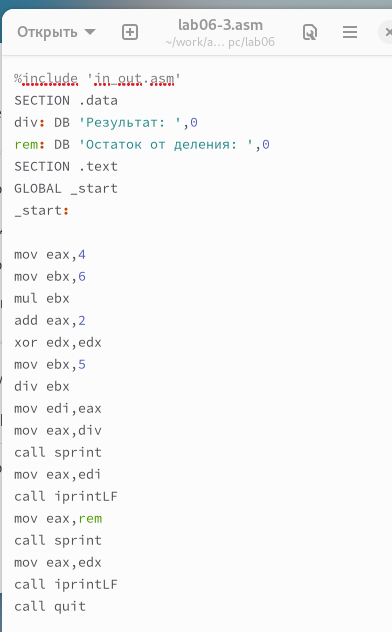 Открыть
lab06-3.asm
~/work/a... pc/lab06
%include 'in_out.asm'
SECTION .data
div: DB 'Результат: ',0
rem: DB 'Остаток от деления: ',0
SECTION .text
GLOBAL _start
_start:
mov eax,4
mov ebx,6
mul ebx
add eax,2
xor edx,edx
mov ebx,5
div ebx
mov edi,eax
mov eax,div
call sprint
mov eax,edi
call iprintLF
mov eax,rem
call sprint
mov eax,edx
call iprintLF
call quit